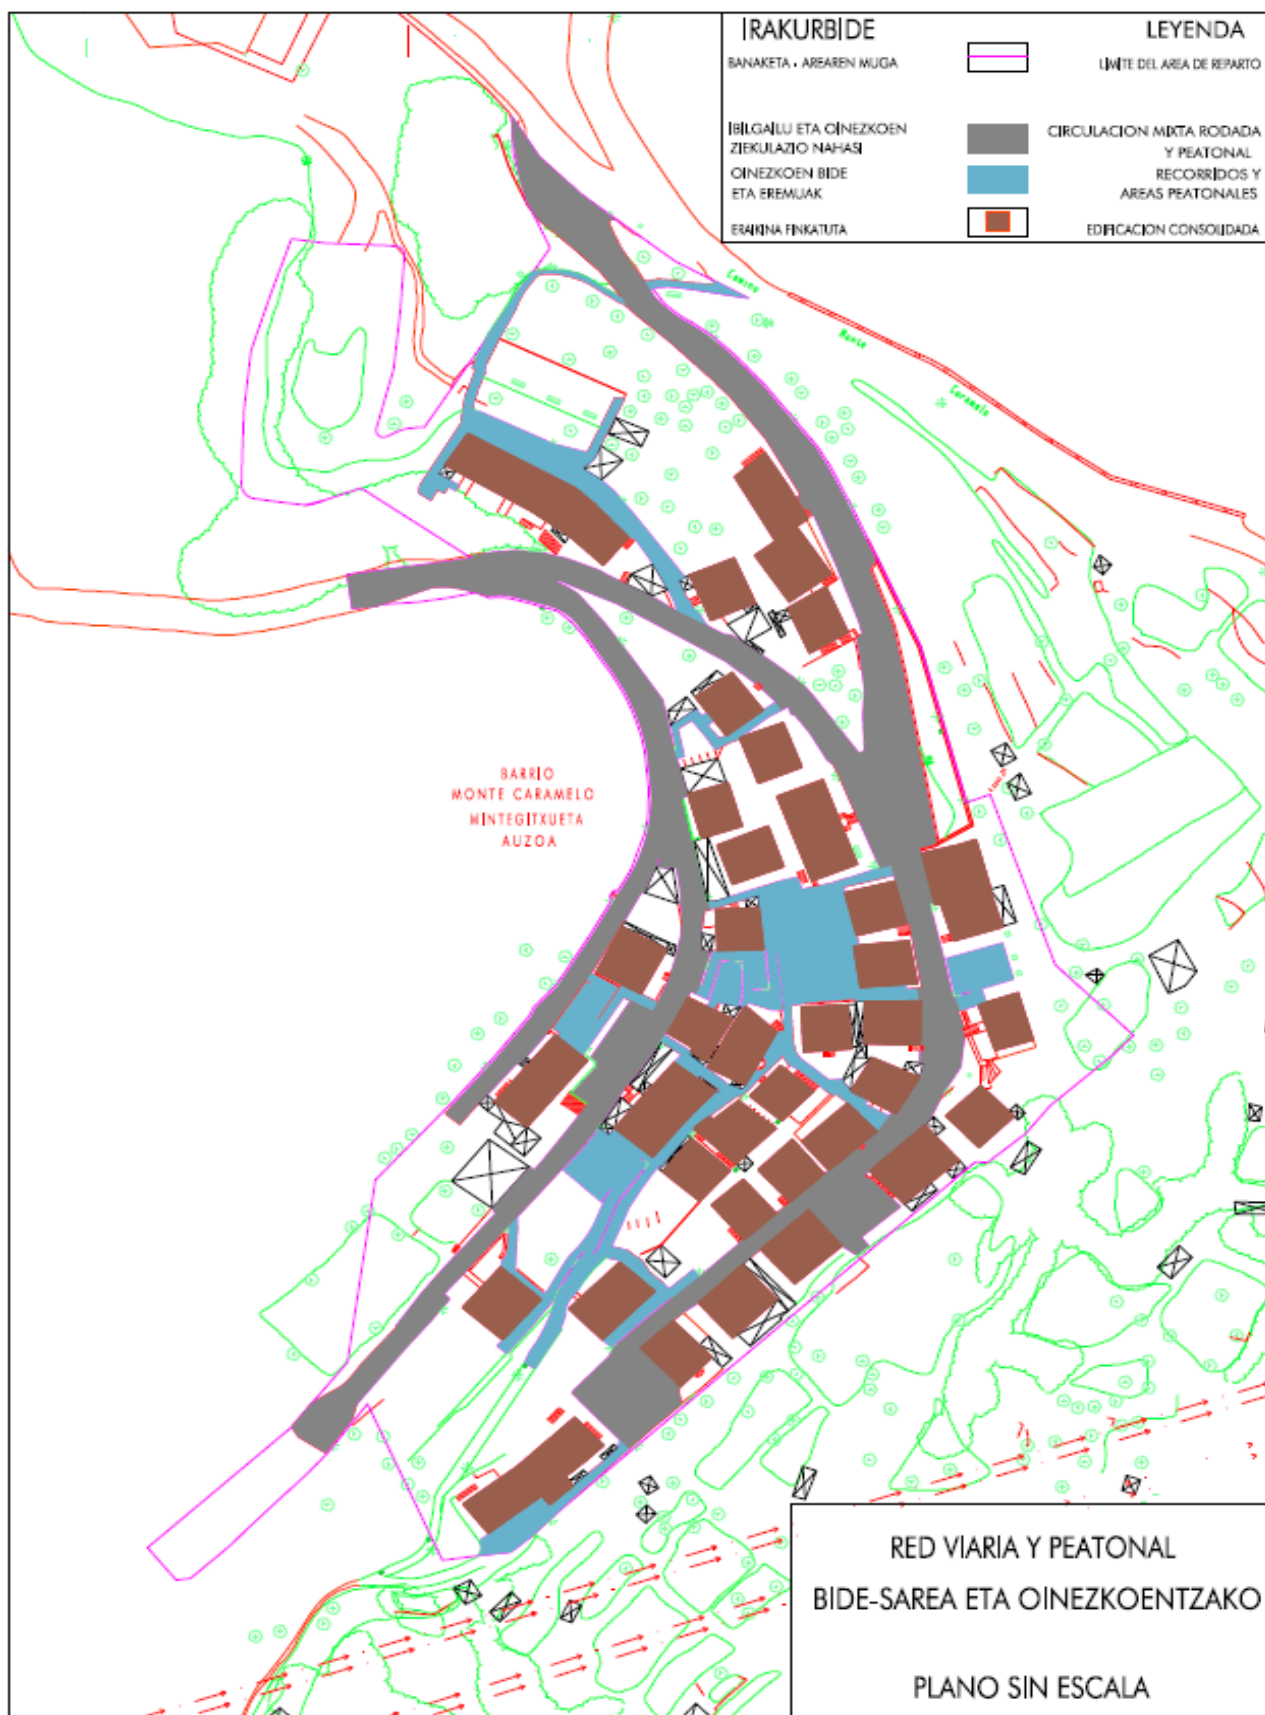 IRAKURBIDE
LEYENDA
BANAKETA - AREAREN MUGA
LIMITE DEL AREA DE REPARTO
IBILGAILU ETA OINEZKOEN
ZIEKULAZIO NAHASI
CIRCULACION MIXTA RODADA
Y PEATONAL
OINEZKOEN BIDE
ETA EREMUAK
RECORRIDOS Y
AREAS PEATONALES
ERAIKINA FINKATUTA
EDIFICACION CONSOLIDADA
Camino
Monte
Caramelo
BARRIO
MONTE CARAMELO
MINTEGITXUETA
AUZOA
RED VIARIA Y PEATONAL
BIDE-SAREA ETA OINEZKOENTZAKO
PLANO SIN ESCALA